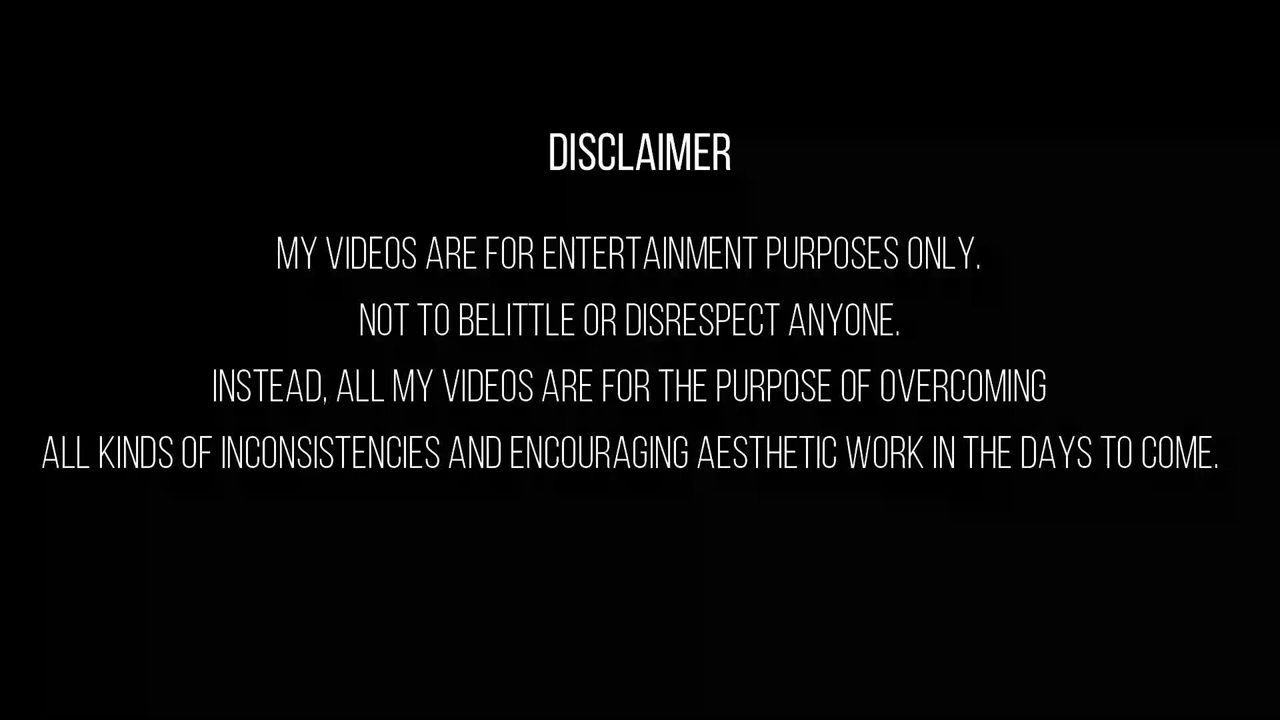 DISCLAIMER
MY VIDEOS ARE FOR ENTERTAINMENT PURPOSES ONLY.
NOT TO BELITTLE OR DISRESPECT ANYONE.
INSTEAD, ALL MY VIDEOS ARE FOR THE PURPOSE OF OVERCOMING
ALL KINDS OF INCONSISTENCIES AND ENCOURAGING AESTHETIC WORK IN THE DAYS TO COME.